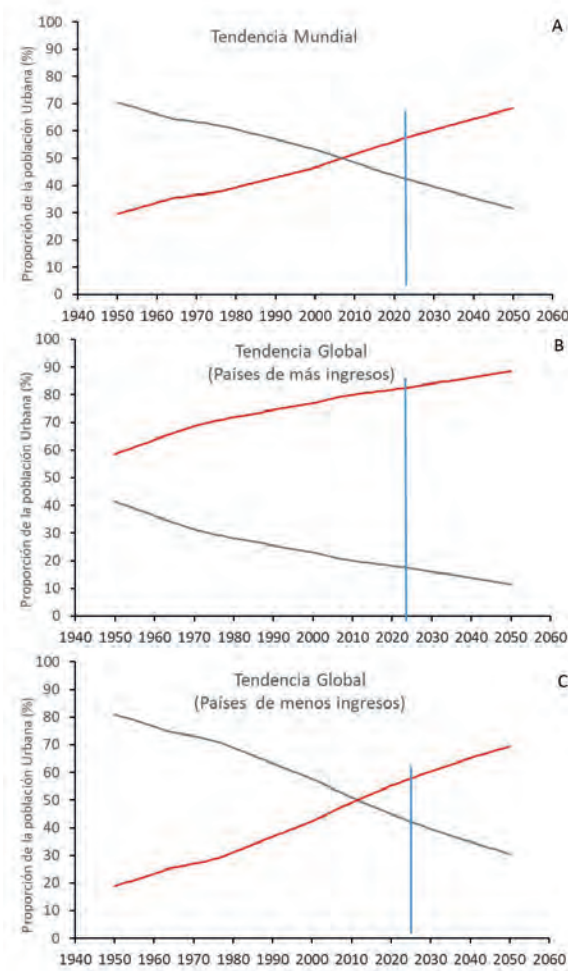 A
Tendencia Mundial
Proporción de la población Urbana (%)
100
90
80
70
60
50
40
30
20
10
0
1940 1950 1960 1970 1980 1990 2000 2010 2020 2030 2040 2050 2060
B
Tendencia Global
(Países de más ingresos)
Proporción de la población Urbana (%)
100
90
80
70
60
50
40
30
20
10
0
1940 1950 1960 1970 1980 1990 2000 2010 2020 2030 2040 2050 2060
C
Tendencia Global
(Países de menos ingresos)
Proporción de la población Urbana (%)
100
90
80
70
60
50
40
30
20
10
0
1940 1950 1960 1970 1980 1990 2000 2010 2020 2030 2040 2050 2060